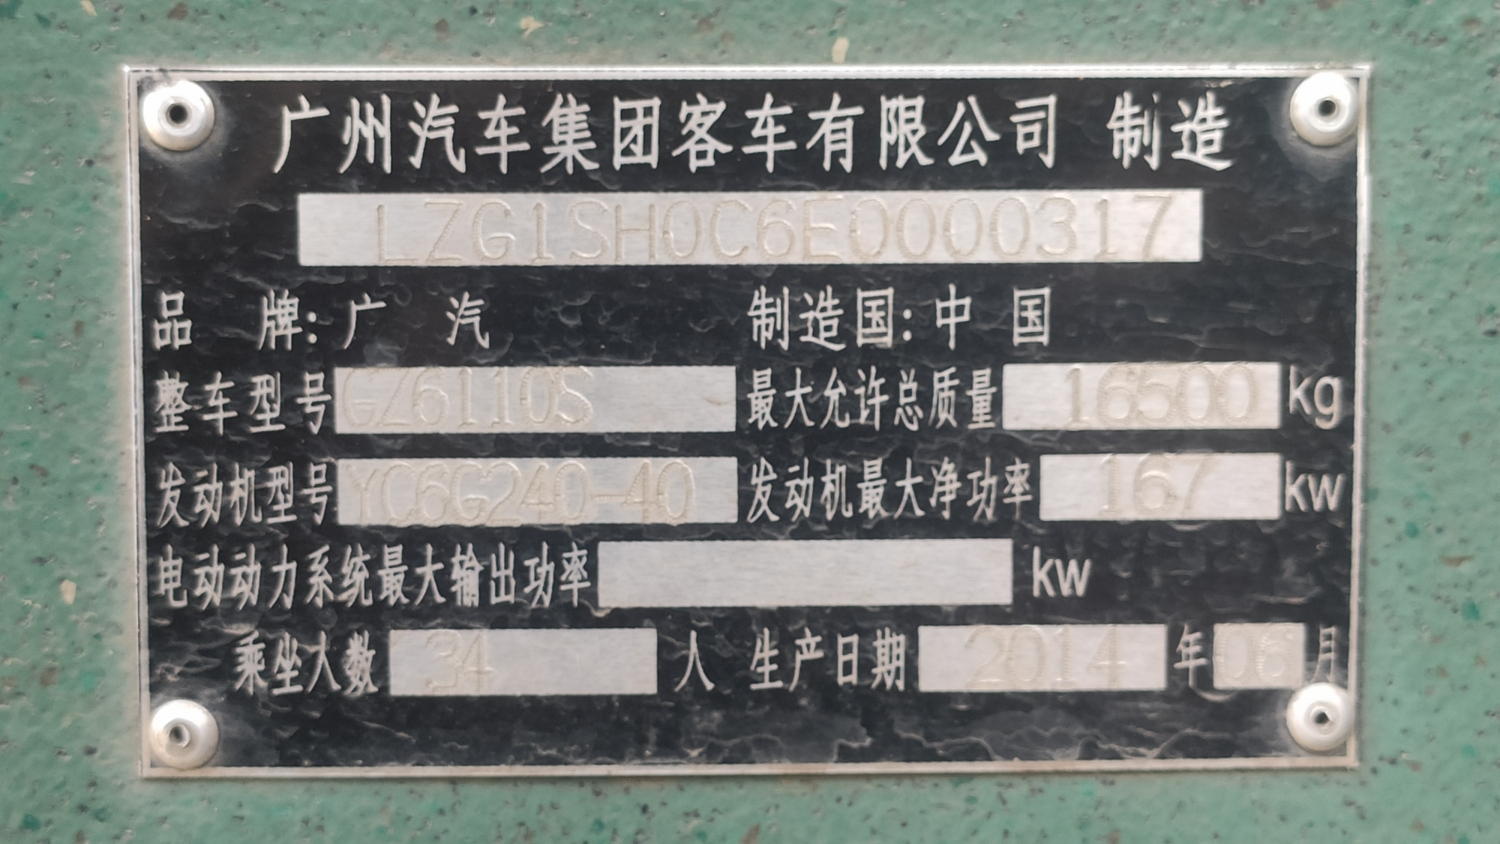 广州汽车集团客车有限公司 制造
LZG1SH0C6E0000317
品 牌: 广 汽 制造国: 中 国
整车型号 GZ6110S 最大允许总质量 16500 kg
发动机型号 YC6G240-40 发动机最大净功率 167 kw
电动动力系统最大输出功率 kw
乘坐人数 34 人 生产日期 2014 年 06 月